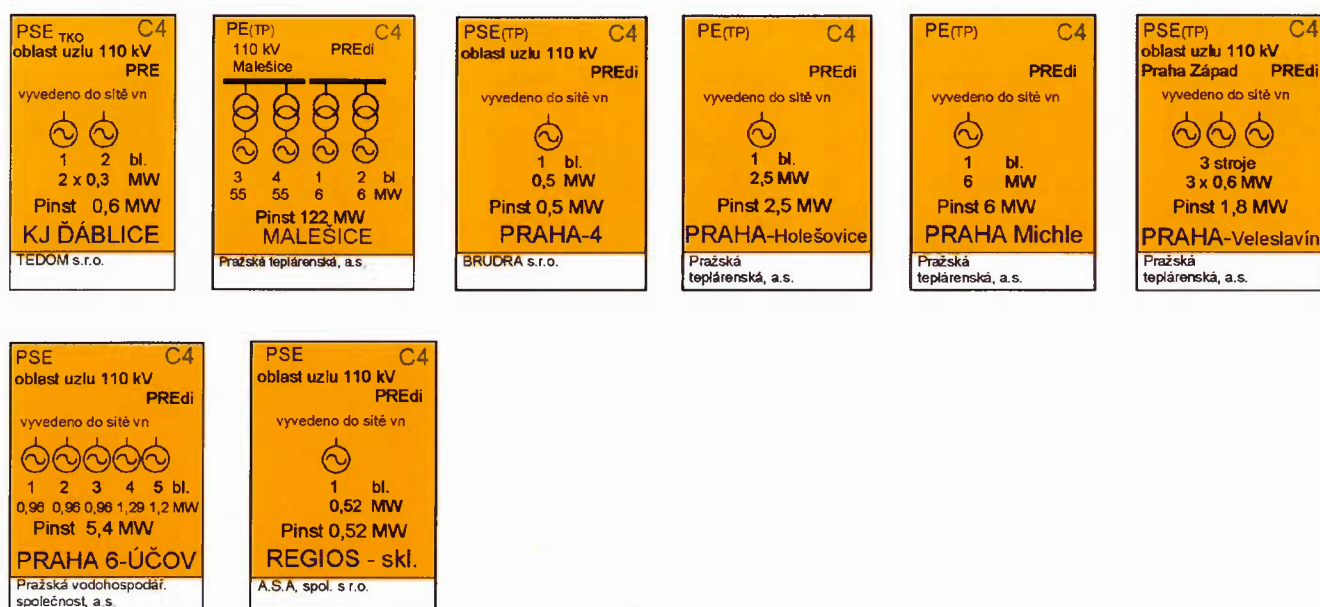 PSE TKO C4
oblast uzlu 110 kV
PRE
vyvedeno do sítě vn
1 2 bl.
2 x 0,3 MW
Pinst 0,6 MW
KJ ĎÁBLICE
TEDOM s.r.o.
PE(TP) C4
110 kV PREdi
Malešice
3 4 1 2 bl
55 55 6 6 MW
Pinst 122 MW
MALEŠICE
Pražská teplárenská, a.s.
PSE(TP) C4
oblast uzlu 110 kV
PREdi
vyvedeno do sítě vn
1 bl.
0,5 MW
Pinst 0,5 MW
PRAHA-4
BRUDRA s.r.o.
PE(TP) C4
PREdi
vyvedeno do sítě vn
1 bl.
2,5 MW
Pinst 2,5 MW
PRAHA-Holešovice
Pražská
teplárenská, a.s.
PE(TP) C4
PREdi
vyvedeno do sítě vn
1 bl.
6 MW
Pinst 6 MW
PRAHA Michle
Pražská
teplárenská, a.s.
PSE(TP) C4
oblast uzlu 110 kV
Praha Západ PREdi
vyvedeno do sítě vn
3 stroje
3 x 0,6 MW
Pinst 1,8 MW
PRAHA-Veleslavín
Pražská
teplárenská, a.s.
PSE C4
oblast uzlu 110 kV
PREdi
vyvedeno do sítě vn
1 2 3 4 5 bl.
0,96 0,96 0,96 1,29 1,2 MW
Pinst 5,4 MW
PRAHA 6-ÚČOV
Pražská vodohospodář.
společnost, a.s.
PSE C4
oblast uzlu 110 kV
PREdi
vyvedeno do sítě vn
1 bl.
0,52 MW
Pinst 0,52 MW
REGIOS - skl.
A.S.A, spol. s r.o.